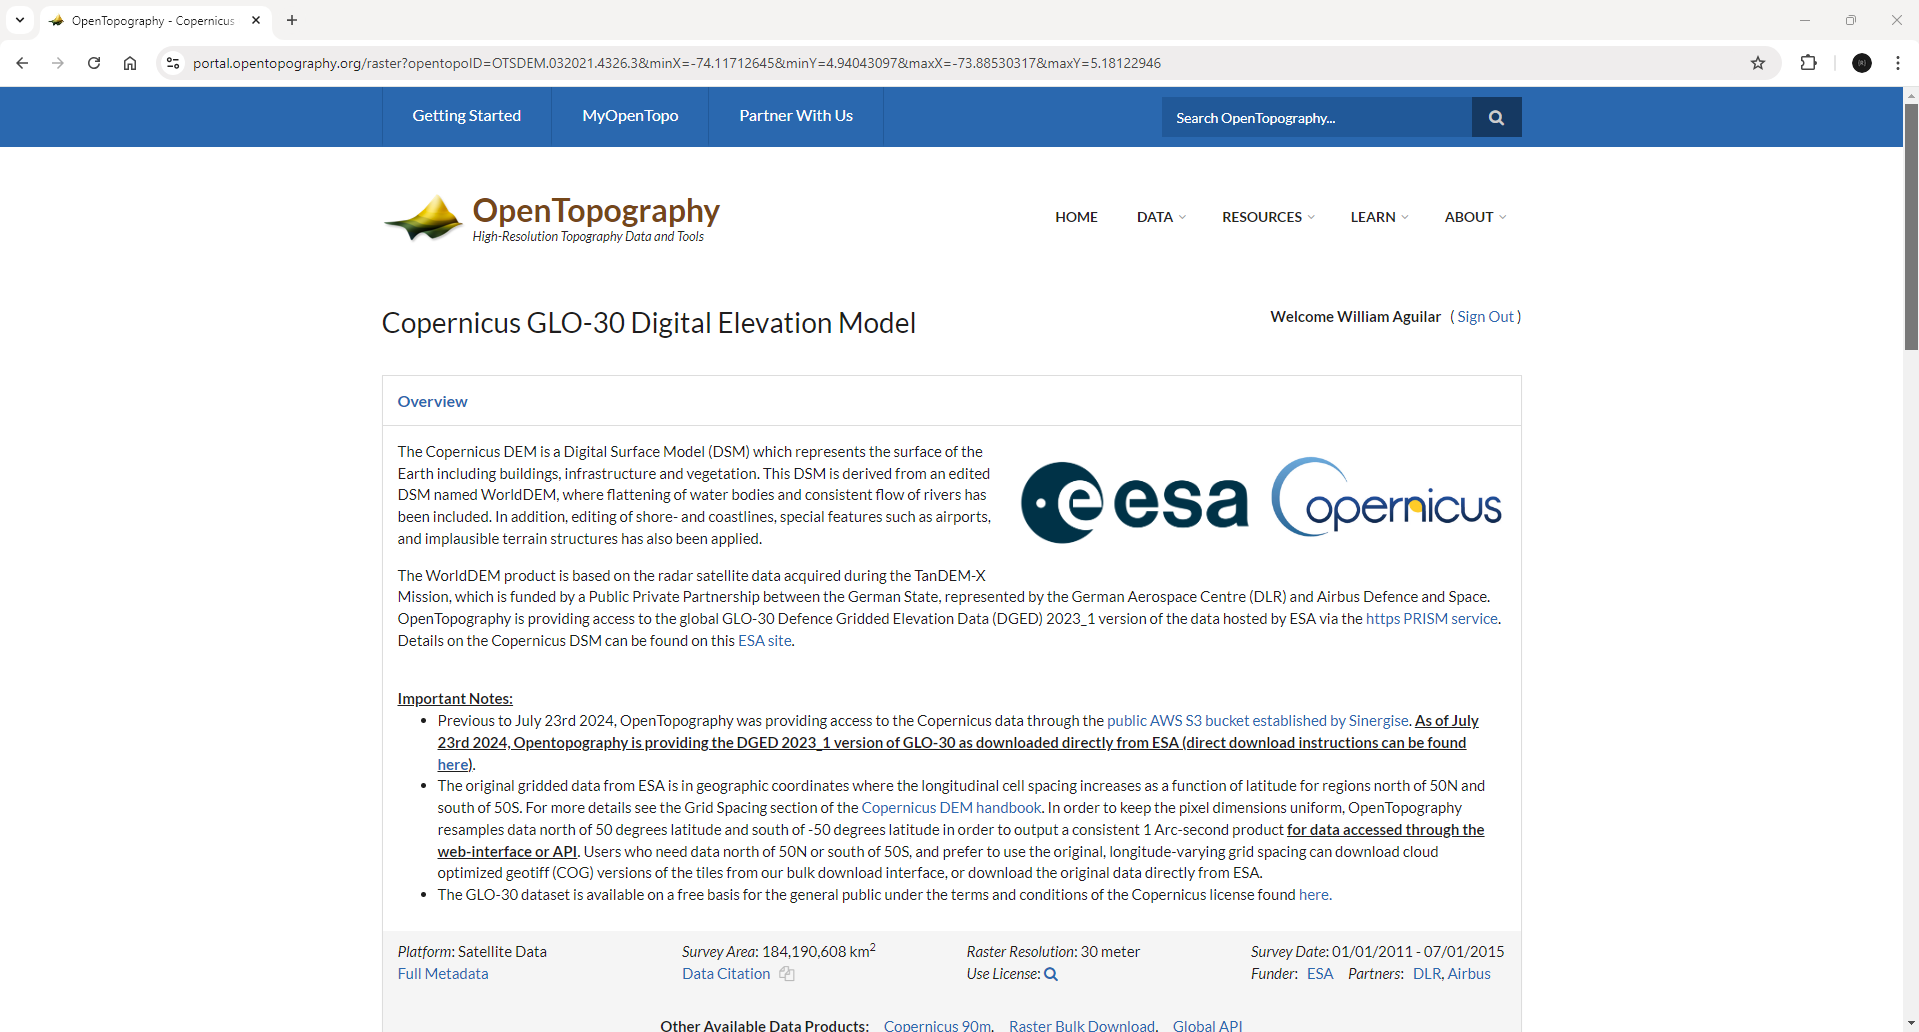 OpenTopography - Copernicus
portal.opentopography.org/raster?opentopoID=OTSDEM.032021.4326.3&minX=-74.11712645&minY=4.94043097&maxX=-73.88530317&maxY=5.18122946
Getting Started MyOpenTopo Partner With Us Search OpenTopography...
OpenTopography
High-Resolution Topography Data and Tools
HOME DATA RESOURCES LEARN ABOUT
Copernicus GLO-30 Digital Elevation Model
Welcome William Aguilar ( Sign Out )
Overview
The Copernicus DEM is a Digital Surface Model (DSM) which represents the surface of the
Earth including buildings, infrastructure and vegetation. This DSM is derived from an edited
DSM named WorldDEM, where flattening of water bodies and consistent flow of rivers has
been included. In addition, editing of shore- and coastlines, special features such as airports,
and implausible terrain structures has also been applied.
esa
opernicus
The WorldDEM product is based on the radar satellite data acquired during the TanDEM-X
Mission, which is funded by a Public Private Partnership between the German State, represented by the German Aerospace Centre (DLR) and Airbus Defence and Space.
OpenTopography is providing access to the global GLO-30 Defence Gridded Elevation Data (DGED) 2023_1 version of the data hosted by ESA via the https PRISM service.
Details on the Copernicus DSM can be found on this ESA site.
Important Notes:
• Previous to July 23rd 2024, OpenTopography was providing access to the Copernicus data through the public AWS S3 bucket established by Sinergise. As of July
23rd 2024, Opentopography is providing the DGED 2023_1 version of GLO-30 as downloaded directly from ESA (direct download instructions can be found
here).
• The original gridded data from ESA is in geographic coordinates where the longitudinal cell spacing increases as a function of latitude for regions north of 50N and
south of 50S. For more details see the Grid Spacing section of the Copernicus DEM handbook. In order to keep the pixel dimensions uniform, OpenTopography
resamples data north of 50 degrees latitude and south of -50 degrees latitude in order to output a consistent 1 Arc-second product for data accessed through the
web-interface or API. Users who need data north of 50N or south of 50S, and prefer to use the original, longitude-varying grid spacing can download cloud
optimized geotiff (COG) versions of the tiles from our bulk download interface, or download the original data directly from ESA.
• The GLO-30 dataset is available on a free basis for the general public under the terms and conditions of the Copernicus license found here.
Platform: Satellite Data Survey Area: 184,190,608 km2 Raster Resolution: 30 meter Survey Date: 01/01/2011 - 07/01/2015
Full Metadata Data Citation Use License: Funder: ESA Partners: DLR, Airbus
Other Available Data Products: Copernicus 90m, Raster Bulk Download, Global API